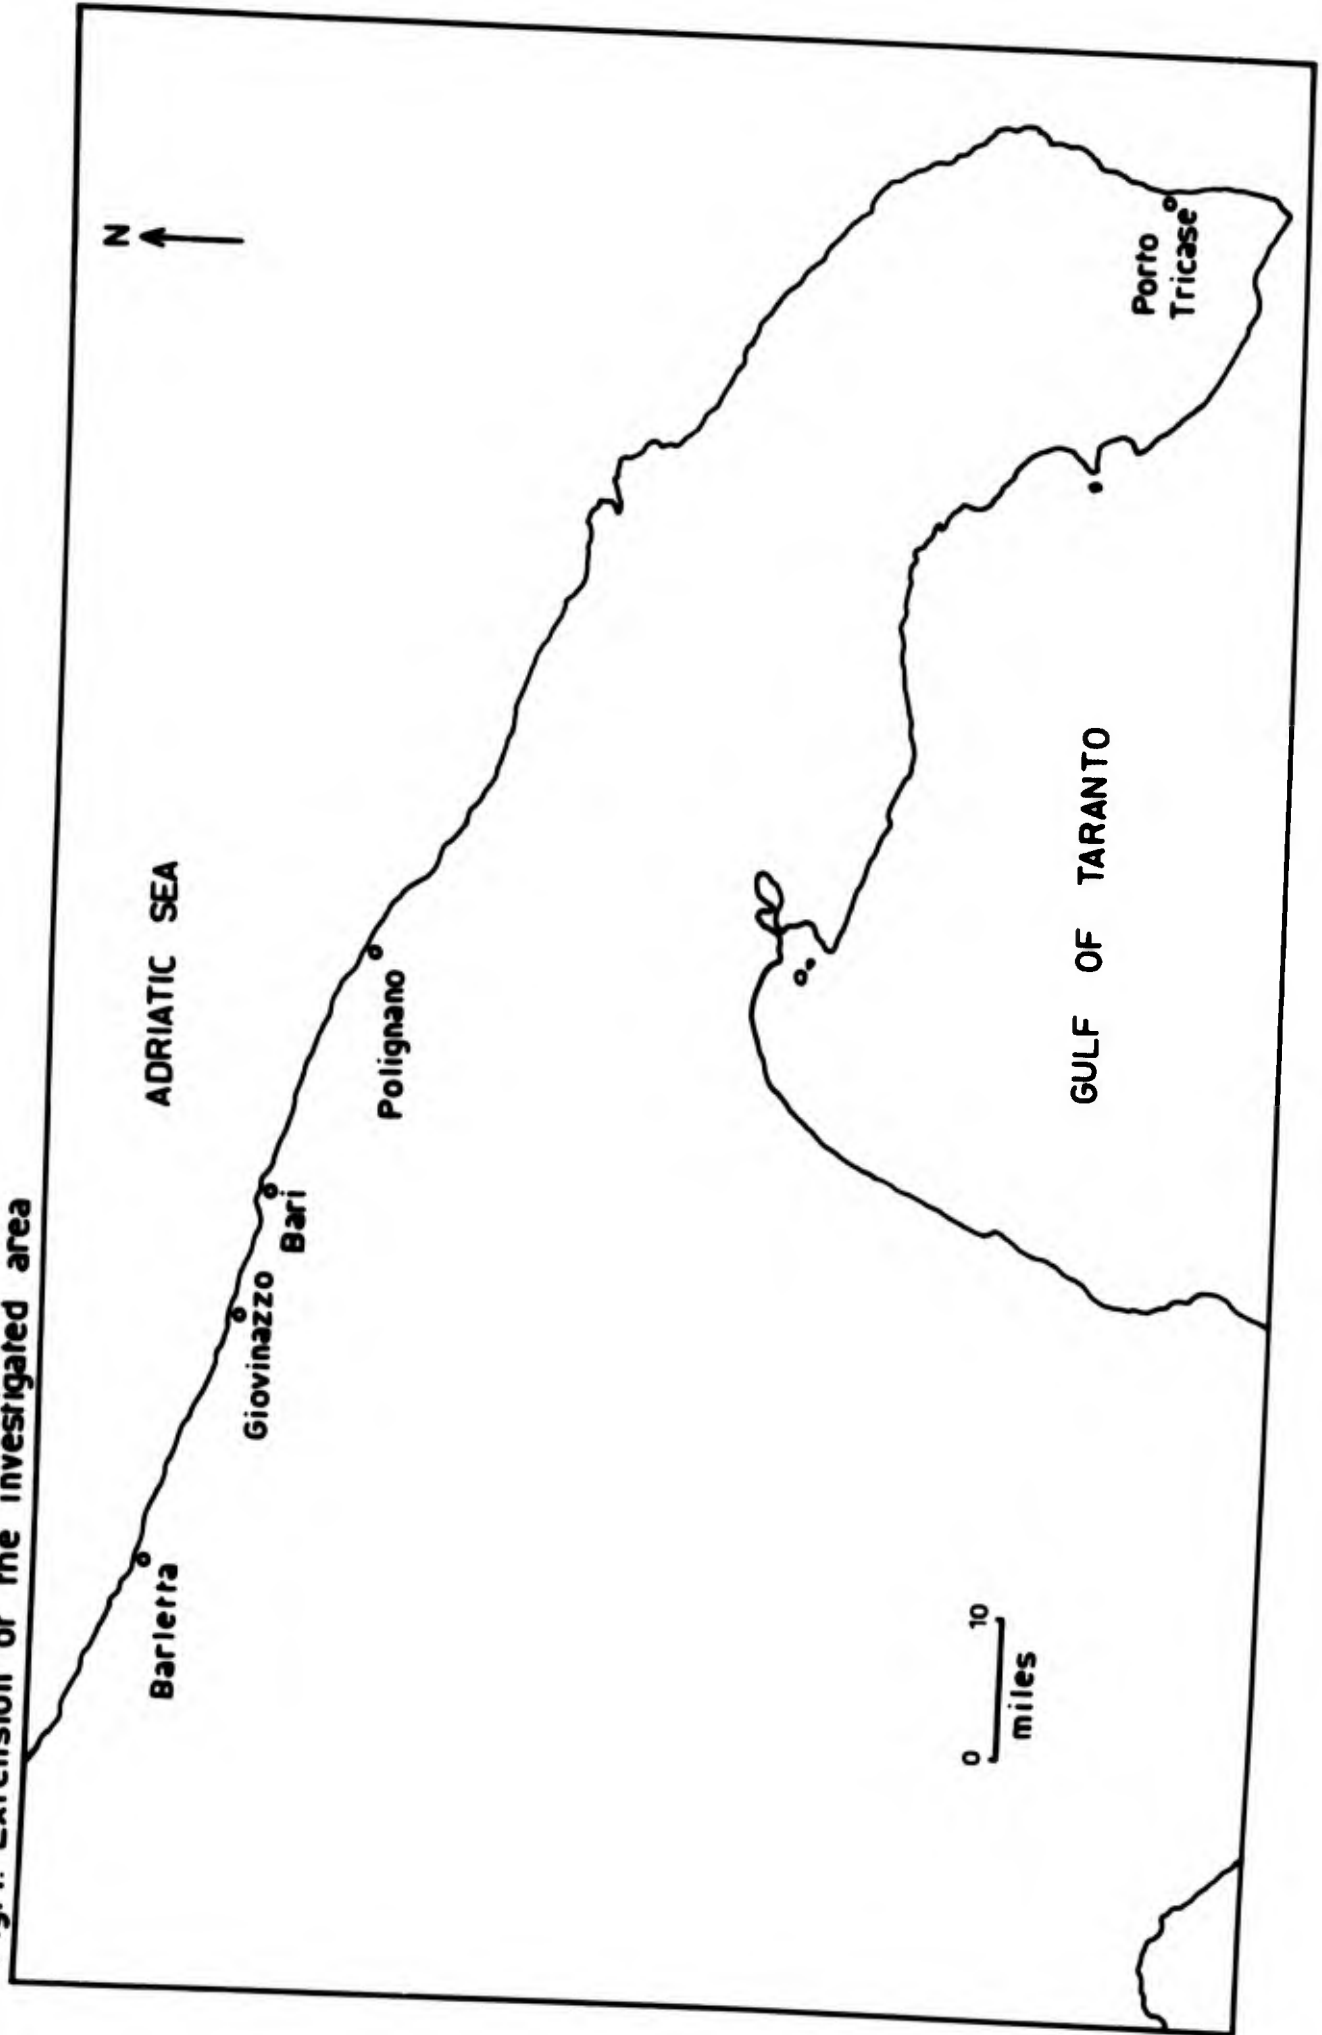 Extension of the investigated area
N
ADRIATIC SEA
Barletta
Giovinazzo
Bari
Polignano
Porto
Tricase
GULF OF TARANTO
0 10
miles